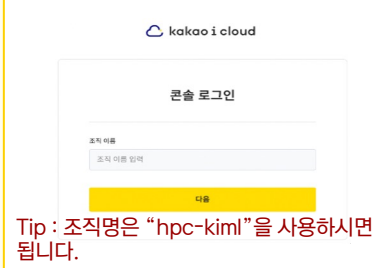 kakao i cloud
콘솔 로그인
조직 이름
조직 이름 입력
다음
Tip : 조직명은 “hpc-kiml”을 사용하시면
됩니다.